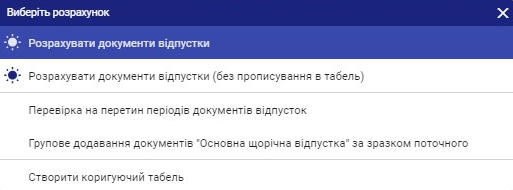 Виберіть розрахунок
Розрахувати документи відпустки
Розрахувати документи відпустки (без прописування в табель)
Перевірка на перетин періодів документів відпусток
Групове додавання документів "Основна щорічна відпустка" за зразком поточного
Створити коригуючий табель